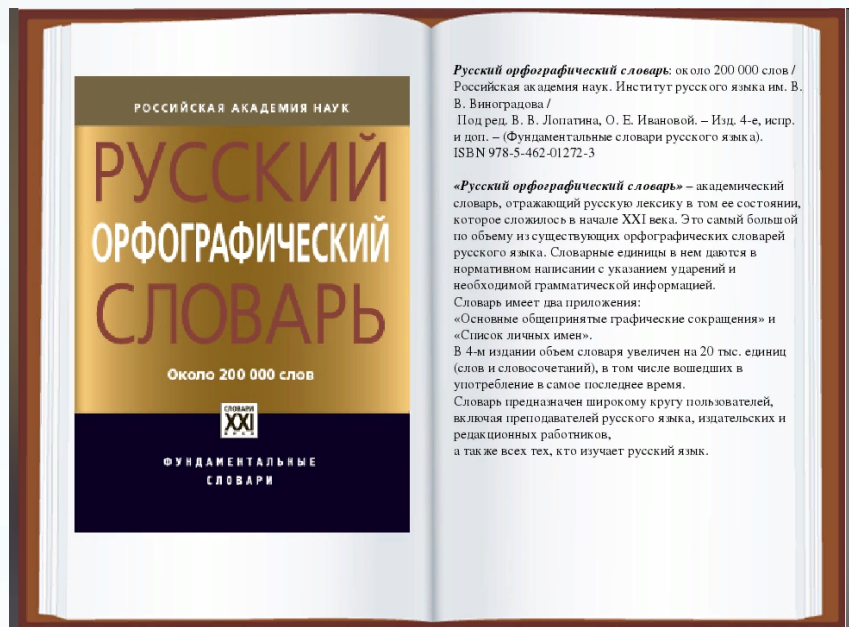 РОССИЙСКАЯ АКАДЕМИЯ НАУК
РУССКИЙ
ОРФОГРАФИЧЕСКИЙ
СЛОВАРЬ
Около 200 000 слов
СЛОВАРИ
XXI
ВЕКА
ФУНДАМЕНТАЛЬНЫЕ
СЛОВАРИ
Русский орфографический словарь: около 200 000 слов /
Российская академия наук. Институт русского языка им. В.
В. Виноградова /
Под ред. В. В. Лопатина, О. Е. Ивановой. – Изд. 4-е, испр.
и доп. – (Фундаментальные словари русского языка).
ISBN 978-5-462-01272-3
«Русский орфографический словарь» – академический
словарь, отражающий русскую лексику в том ее состоянии,
которое сложилось в начале XXI века. Это самый большой
по объему из существующих орфографических словарей
русского языка. Словарные единицы в нем даются в
нормативном написании с указанием ударений и
необходимой грамматической информацией.
Словарь имеет два приложения:
«Основные общепринятые графические сокращения» и
«Список личных имен».
В 4-м издании объем словаря увеличен на 20 тыс. единиц
(слов и словосочетаний), в том числе вошедших в
употребление в самое последнее время.
Словарь предназначен широкому кругу пользователей,
включая преподавателей русского языка, издательских и
редакционных работников,
а также всех тех, кто изучает русский язык.